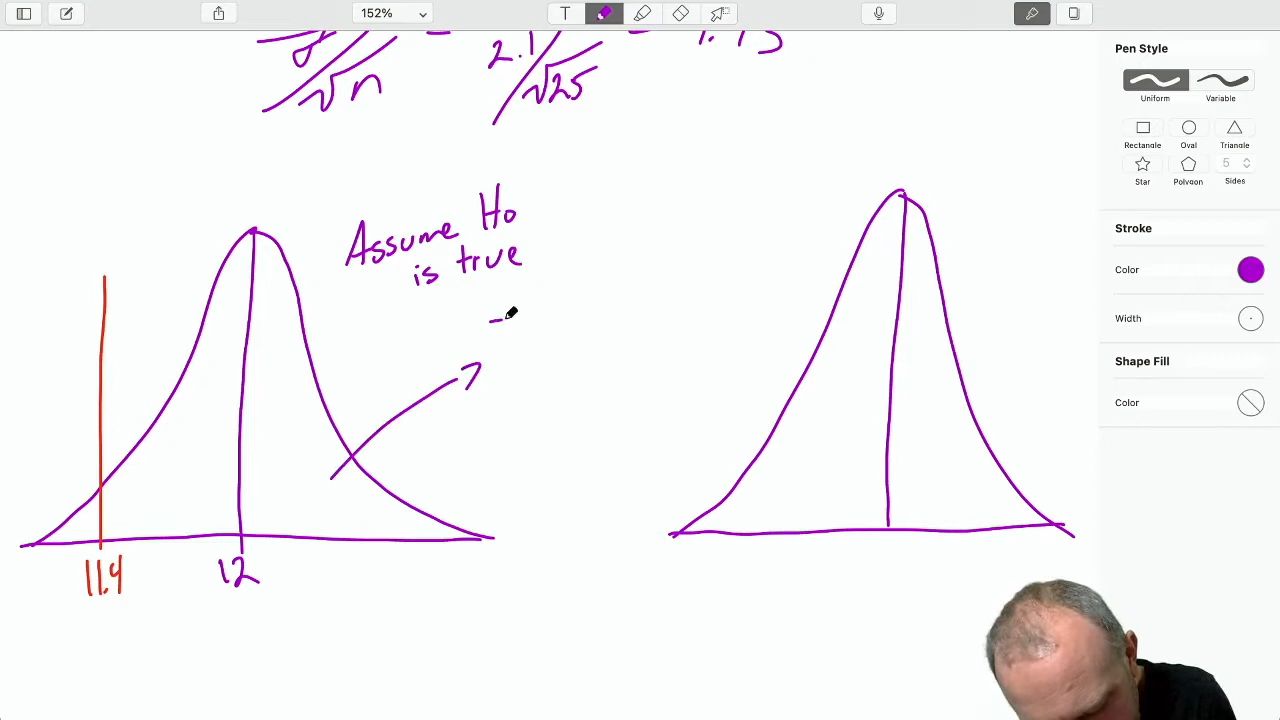 152%
T
σ/√n = 2.1/√25
Assume Ho
is true
11.4
12
Pen Style
Uniform
Variable
Rectangle
Oval
Triangle
Star
Polygon
5
Sides
Stroke
Color
Width
Shape Fill
Color